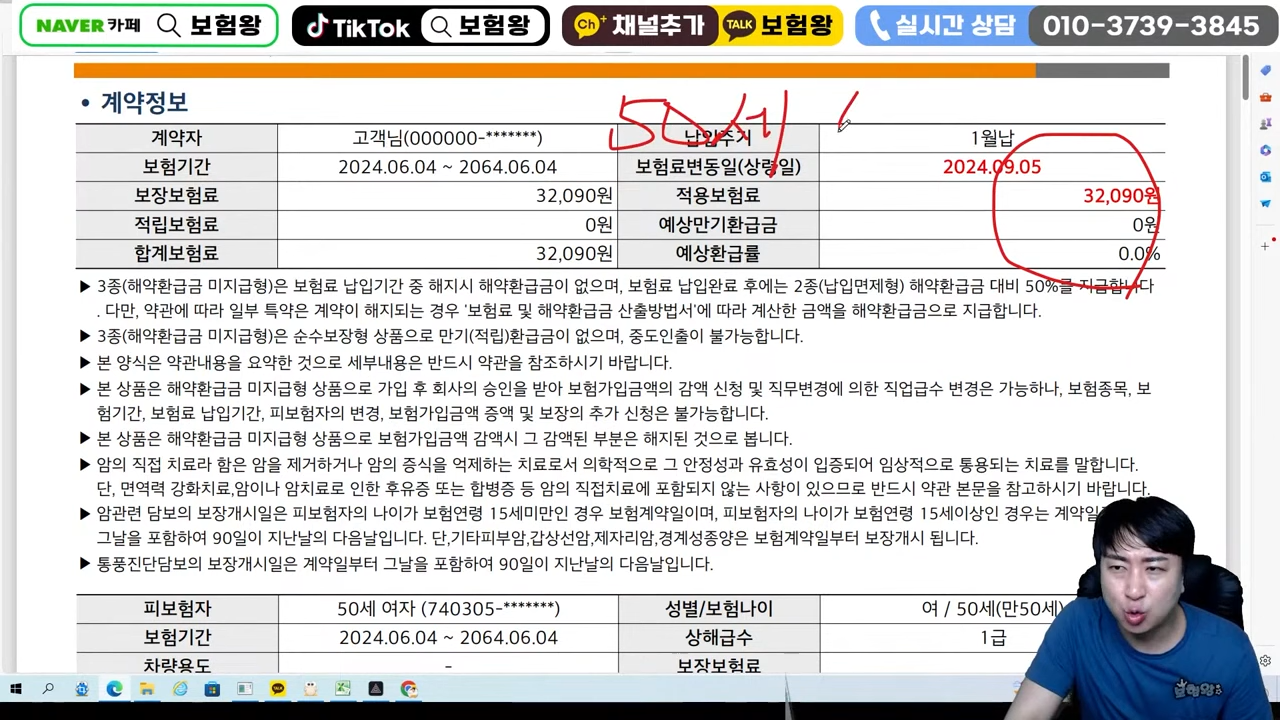 NAVER 카페 보험왕 TikTok 보험왕 Ch+ 채널추가 TALK 보험왕 실시간 상담 010-3739-3845
• 계약정보
50세
계약자 고객님(000000-*******) 납입주기 1월납
보험기간 2024.06.04 ~ 2064.06.04 보험료변동일(상령일) 2024.09.05
보장보험료 32,090원 적용보험료 32,090원
적립보험료 0원 예상만기환급금 0원
합계보험료 32,090원 예상환급률 0.0%
▶ 3종(해약환급금 미지급형)은 보험료 납입기간 중 해지시 해약환급금이 없으며, 보험료 납입완료 후에는 2종(납입면제형) 해약환급금 대비 50%를 지급합니다
. 다만, 약관에 따라 일부 특약은 계약이 해지되는 경우 '보험료 및 해약환급금 산출방법서'에 따라 계산한 금액을 해약환급금으로 지급합니다.
▶ 3종(해약환급금 미지급형)은 순수보장형 상품으로 만기(적립)환급금이 없으며, 중도인출이 불가능합니다.
▶ 본 양식은 약관내용을 요약한 것으로 세부내용은 반드시 약관을 참조하시기 바랍니다.
▶ 본 상품은 해약환급금 미지급형 상품으로 가입 후 회사의 승인을 받아 보험가입금액의 감액 신청 및 직무변경에 의한 직업급수 변경은 가능하나, 보험종목, 보
험기간, 보험료 납입기간, 피보험자의 변경, 보험가입금액 증액 및 보장의 추가 신청은 불가능합니다.
▶ 본 상품은 해약환급금 미지급형 상품으로 보험가입금액 감액시 그 감액된 부분은 해지된 것으로 봅니다.
▶ 암의 직접 치료라 함은 암을 제거하거나 암의 증식을 억제하는 치료로서 의학적으로 그 안정성과 유효성이 입증되어 임상적으로 통용되는 치료를 말합니다.
단, 면역력 강화치료,암이나 암치료로 인한 후유증 또는 합병증 등 암의 직접치료에 포함되지 않는 사항이 있으므로 반드시 약관 본문을 참고하시기 바랍니다.
▶ 암관련 담보의 보장개시일은 피보험자의 나이가 보험연령 15세미만인 경우 보험계약일이며, 피보험자의 나이가 보험연령 15세이상인 경우는 계약일
그날을 포함하여 90일이 지난날의 다음날입니다. 단,기타피부암,갑상선암,제자리암,경계성종양은 보험계약일부터 보장개시 됩니다.
▶ 통풍진단담보의 보장개시일은 계약일부터 그날을 포함하여 90일이 지난날의 다음날입니다.
피보험자 50세 여자 (740305-*******) 성별/보험나이 여 / 50세(만50세)
보험기간 2024.06.04 ~ 2064.06.04 상해급수 1급
차량용도 - 보장보험료
보험왕